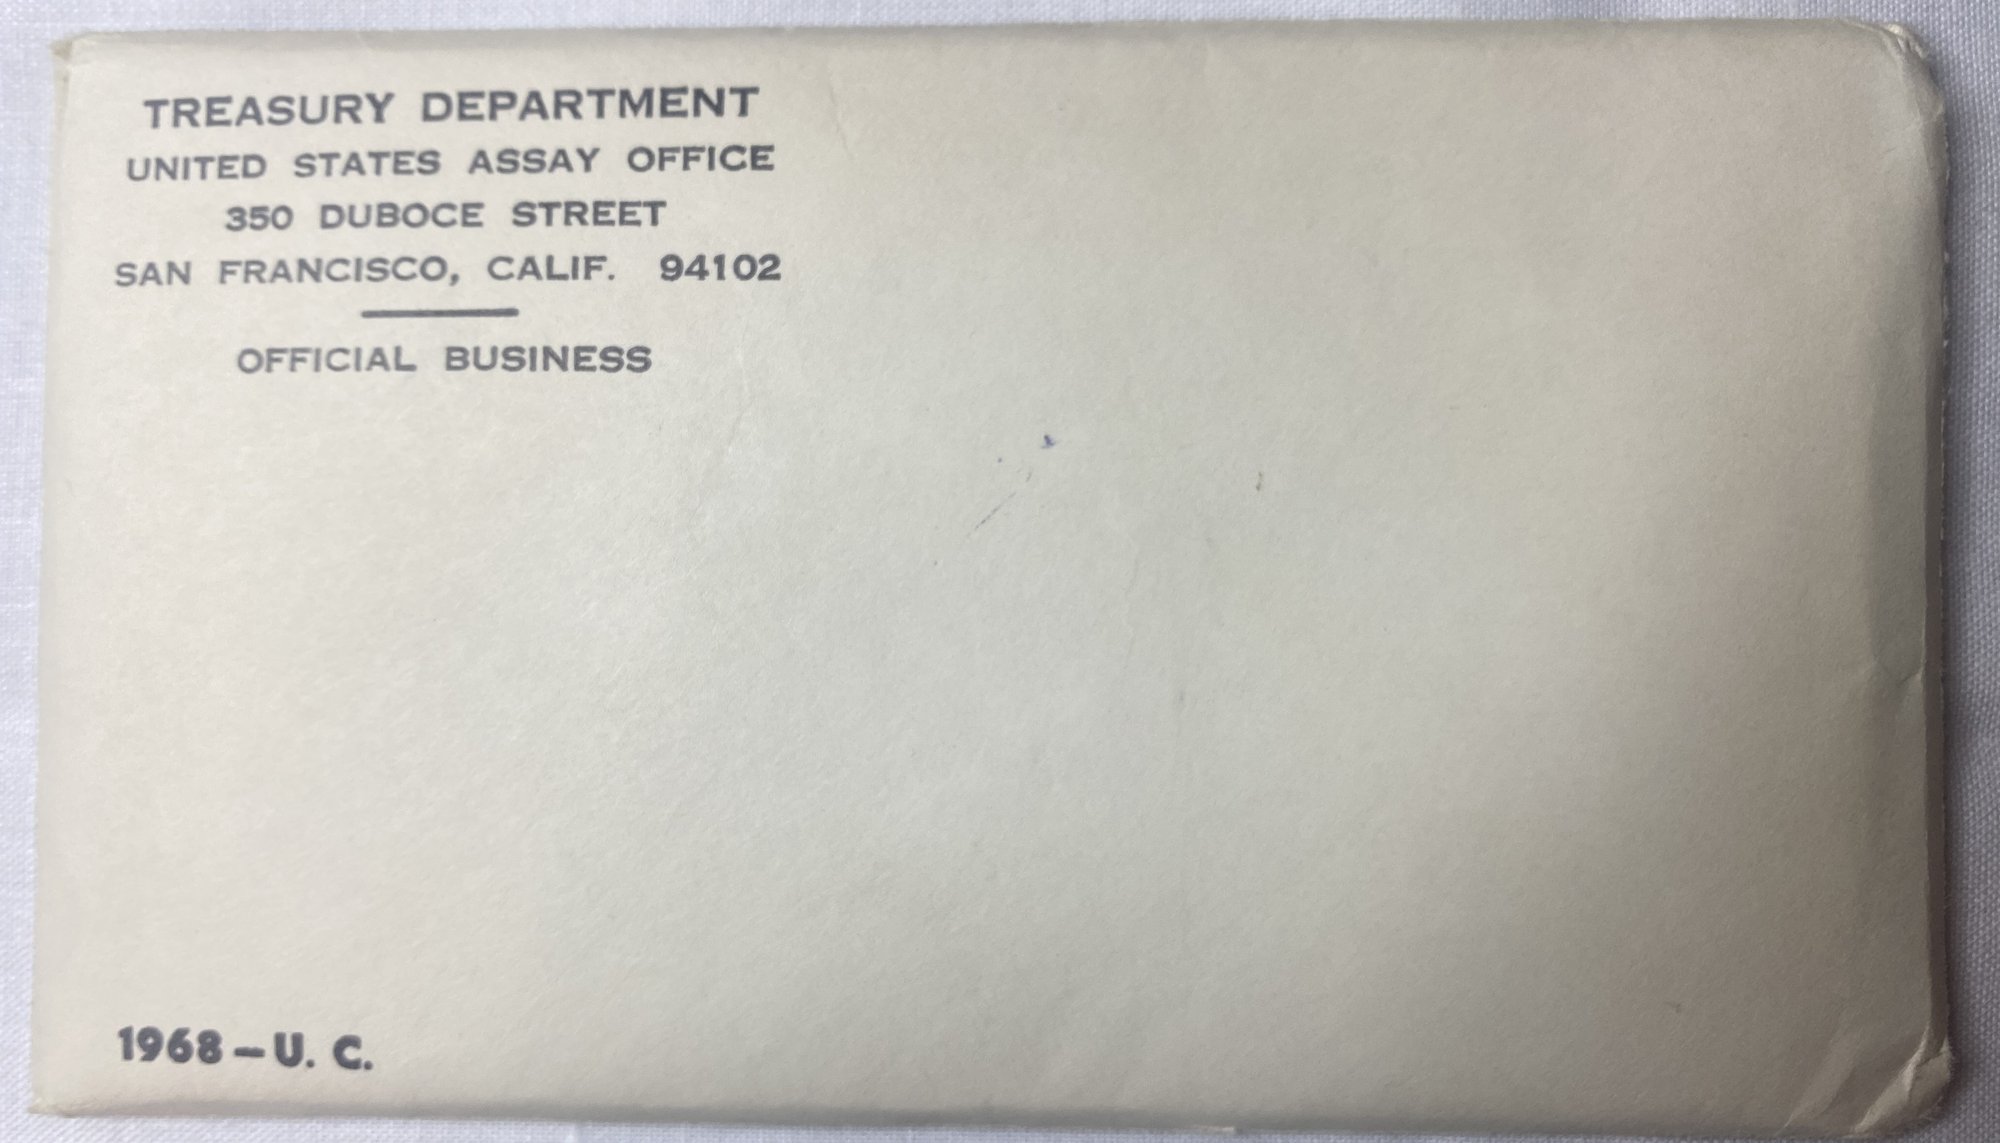 TREASURY DEPARTMENT
UNITED STATES ASSAY OFFICE
350 DUBOCE STREET
SAN FRANCISCO, CALIF. 94102
OFFICIAL BUSINESS
1968 – U. C.